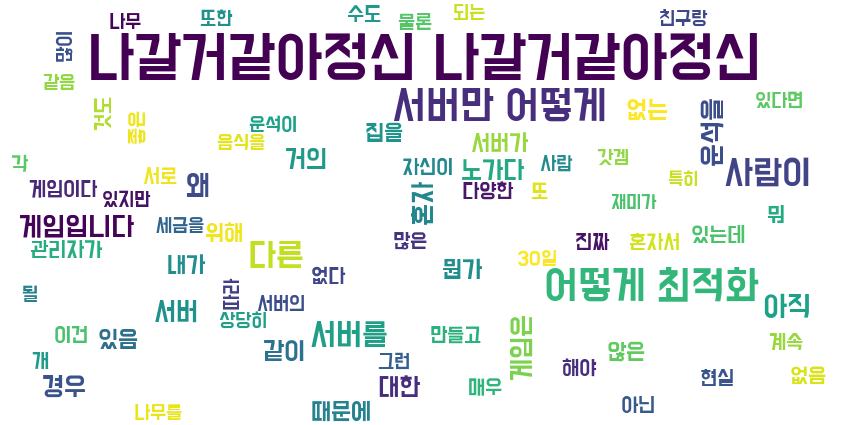 나무 또한 수도 물론 되는 친구랑
나갈거같아정신 나갈거같아정신
많이
같음
서버만 어떻게
것도
좋은
없는
운석을
있다면
운석이
음식을
집을
서버가
각
서로
왜
거의
자신이
노가다
사람
갓겜
사람이
게임이다
있지만
혼자
다양한
또
특히
재미가
게임입니다
세금을
위해
관리자가
다른
많은
진짜
혼자서
있는데
뭐
내가
없다
뭔가
30일
될
따라
서버의
어떻게 최적화
아직
서버
상당히
이건
있음
서버를
만들고
게임은
않은
계속
개
같이
그런
경우
대한
매우
해야
현실
없음
나무를
때문에
아닌